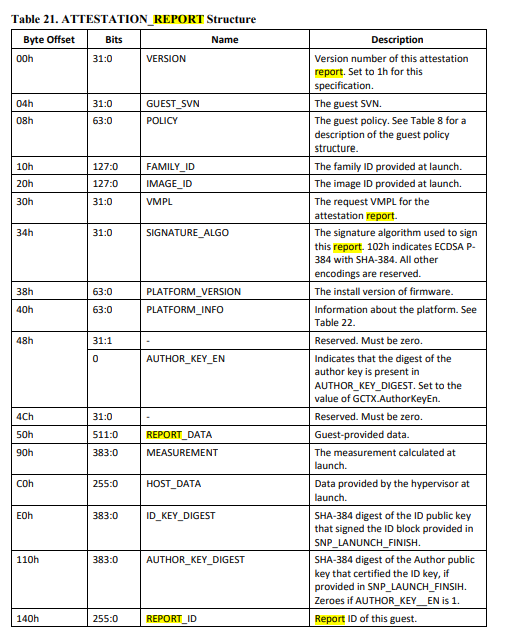 Table 21. ATTESTATION_REPORT Structure
Byte Offset Bits Name Description
00h 31:0 VERSION Version number of this attestation
report. Set to 1h for this
specification.
04h 31:0 GUEST_SVN The guest SVN.
08h 63:0 POLICY The guest policy. See Table 8 for a
description of the guest policy
structure.
10h 127:0 FAMILY_ID The family ID provided at launch.
20h 127:0 IMAGE_ID The image ID provided at launch.
30h 31:0 VMPL The request VMPL for the
attestation report.
34h 31:0 SIGNATURE_ALGO The signature algorithm used to sign
this report. 102h indicates ECDSA P-
384 with SHA-384. All other
encodings are reserved.
38h 63:0 PLATFORM_VERSION The install version of firmware.
40h 63:0 PLATFORM_INFO Information about the platform. See
Table 22.
48h 31:1 - Reserved. Must be zero.
0 AUTHOR_KEY_EN Indicates that the digest of the
author key is present in
AUTHOR_KEY_DIGEST. Set to the
value of GCTX.AuthorKeyEn.
4Ch 31:0 - Reserved. Must be zero.
50h 511:0 REPORT_DATA Guest-provided data.
90h 383:0 MEASUREMENT The measurement calculated at
launch.
C0h 255:0 HOST_DATA Data provided by the hypervisor at
launch.
E0h 383:0 ID_KEY_DIGEST SHA-384 digest of the ID public key
that signed the ID block provided in
SNP_LANUNCH_FINISH.
110h 383:0 AUTHOR_KEY_DIGEST SHA-384 digest of the Author public
key that certified the ID key, if
provided in SNP_LAUNCH_FINSIH.
Zeroes if AUTHOR_KEY__EN is 1.
140h 255:0 REPORT_ID Report ID of this guest.